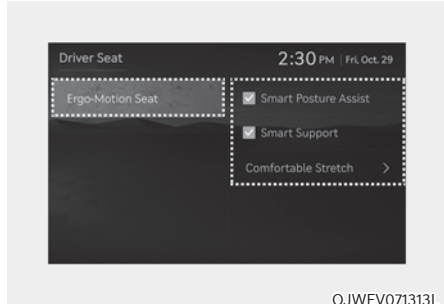 Driver Seat
2:30 PM | Fri, Oct. 29
Ergo-Motion Seat
Smart Posture Assist
Smart Support
Comfortable Stretch >
OJWEV071313L